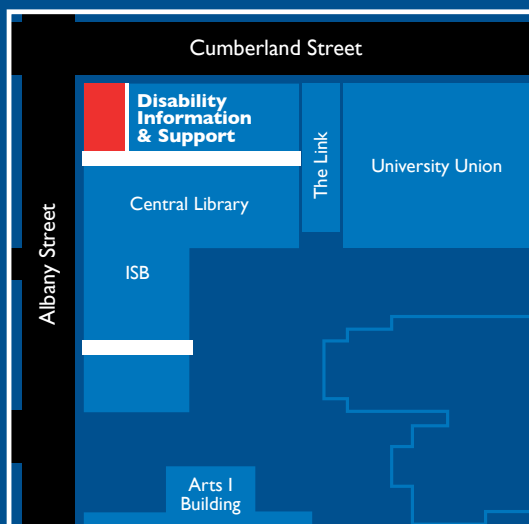 Cumberland Street
Disability
Information
& Support
The Link
University Union
Central Library
Albany Street
ISB
Arts I
Building